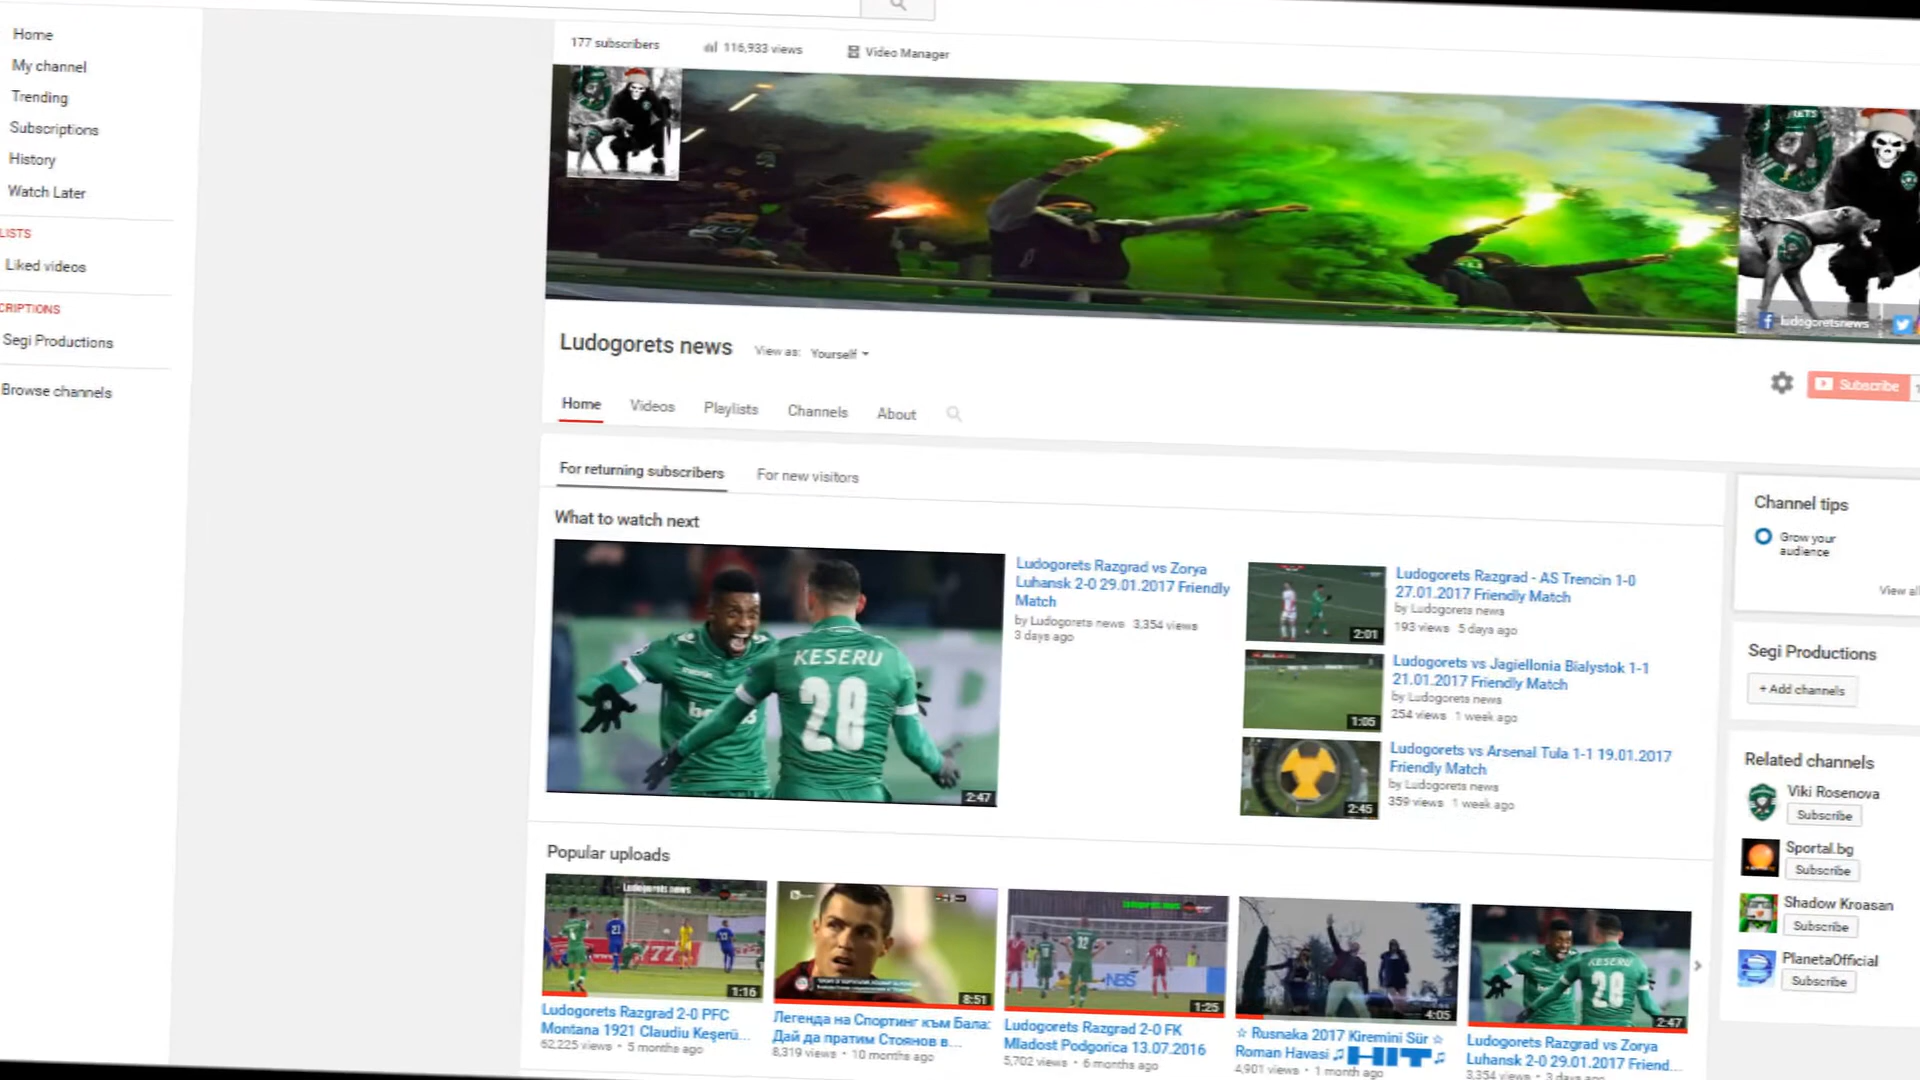 177 subscribers 116,933 views Video Manager
Home
My channel
Trending
Subscriptions
History
Watch Later
LISTS
Liked videos
CRIPTIONS
Segi Productions
Browse channels
ludogoretsnews
Ludogorets news View as: Yourself
Subscribe
Home Videos Playlists Channels About
For returning subscribers For new visitors
What to watch next
KESERU
28
2:47
Ludogorets Razgrad vs Zorya
Luhansk 2-0 29.01.2017 Friendly
Match
by Ludogorets news 3,354 views
3 days ago
2:01
Ludogorets Razgrad - AS Trencin 1-0
27.01.2017 Friendly Match
by Ludogorets news
193 views 5 days ago
1:05
Ludogorets vs Jagiellonia Bialystok 1-1
21.01.2017 Friendly Match
by Ludogorets news
254 views 1 week ago
2:45
Ludogorets vs Arsenal Tula 1-1 19.01.2017
Friendly Match
by Ludogorets news
359 views 1 week ago
Channel tips
Grow your
audience
View all
Segi Productions
+ Add channels
Related channels
Viki Rosenova
Subscribe
Sportal.bg
Subscribe
Shadow Kroasan
Subscribe
PlanetaOfficial
Subscribe
Popular uploads
Ludogorets news
1:16
Ludogorets Razgrad 2-0 PFC
Montana 1921 Claudiu Keşerü...
62,225 views • 5 months ago
8:51
Легенда на Спортинг към Бала:
Дай да пратим Стоянов в...
8,319 views • 10 months ago
NBS
1:25
Ludogorets Razgrad 2-0 FK
Mladost Podgorica 13.07.2016
5,702 views • 6 months ago
4:05
☆ Rusnaka 2017 Kiremini Sür ☆
Roman Havasi ♫ HIT ♫
4,901 views • 1 month ago
KESERU
28
2:47
Ludogorets Razgrad vs Zorya
Luhansk 2-0 29.01.2017 Friend...
3,354 views • 3 days ago